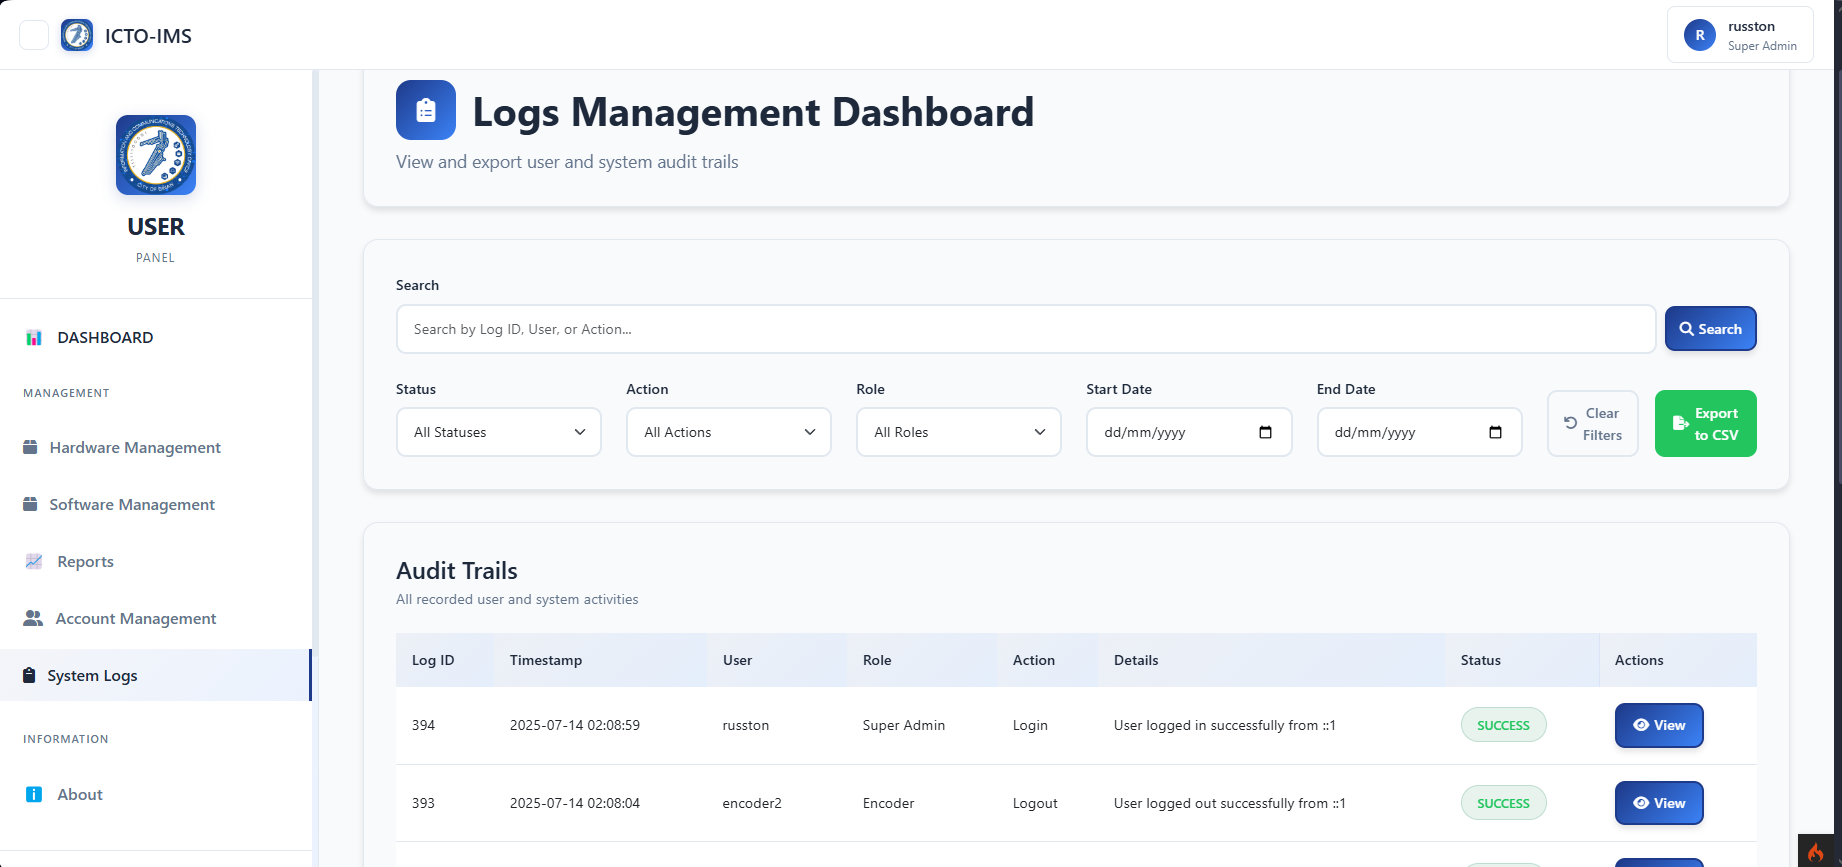 ICTO-IMS
R
russton
Super Admin
USER
PANEL
DASHBOARD
MANAGEMENT
Hardware Management
Software Management
Reports
Account Management
System Logs
INFORMATION
About
Logs Management Dashboard
View and export user and system audit trails
Search
Search by Log ID, User, or Action...
Search
Status
Action
Role
Start Date
End Date
All Statuses
All Actions
All Roles
dd/mm/yyyy
dd/mm/yyyy
Clear
Filters
Export
to CSV
Audit Trails
All recorded user and system activities
Log ID Timestamp User Role Action Details Status Actions
394 2025-07-14 02:08:59 russton Super Admin Login User logged in successfully from ::1 SUCCESS View
393 2025-07-14 02:08:04 encoder2 Encoder Logout User logged out successfully from ::1 SUCCESS View